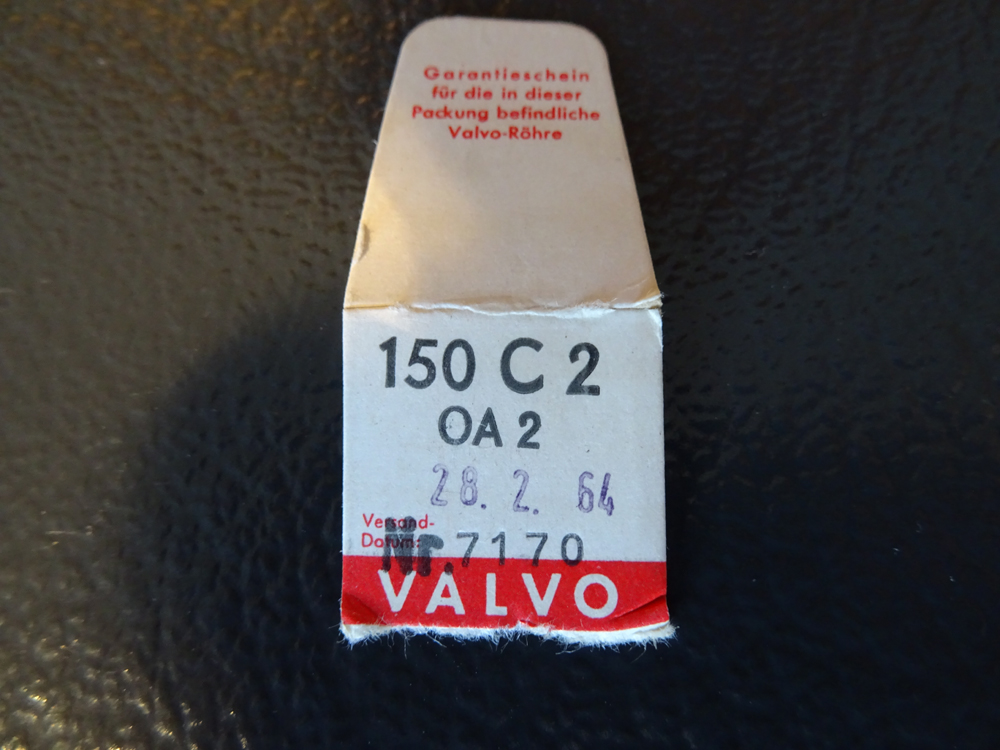 Garantieschein
für die in dieser
Packung befindliche
Valvo-Röhre
150 C 2
OA 2
28. 2. 64
Versand-
Datum:
Nr. 7170
VALVO